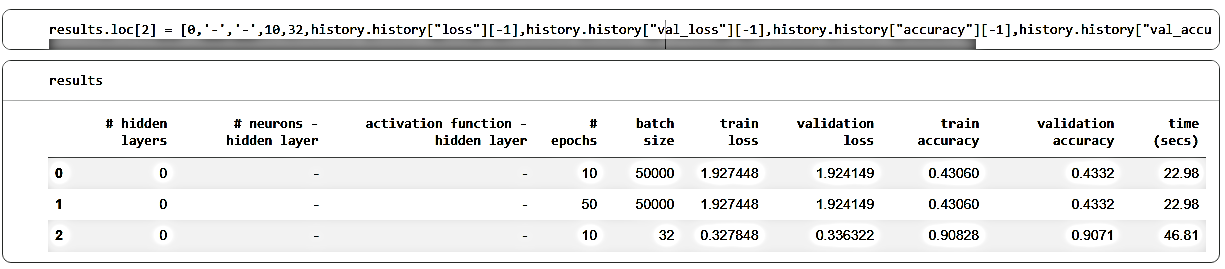 results.loc[2] = [0,'-','-',10,32,history.history["loss"][-1],history.history["val_loss"][-1],history.history["accuracy"][-1],history.history["val_accu
results
# hidden layers # neurons - hidden layer activation function - hidden layer # epochs batch size train loss validation loss train accuracy validation accuracy time (secs)
0 0 - - 10 50000 1.927448 1.924149 0.43060 0.4332 22.98
1 0 - - 50 50000 1.927448 1.924149 0.43060 0.4332 22.98
2 0 - - 10 32 0.327848 0.336322 0.90828 0.9071 46.81